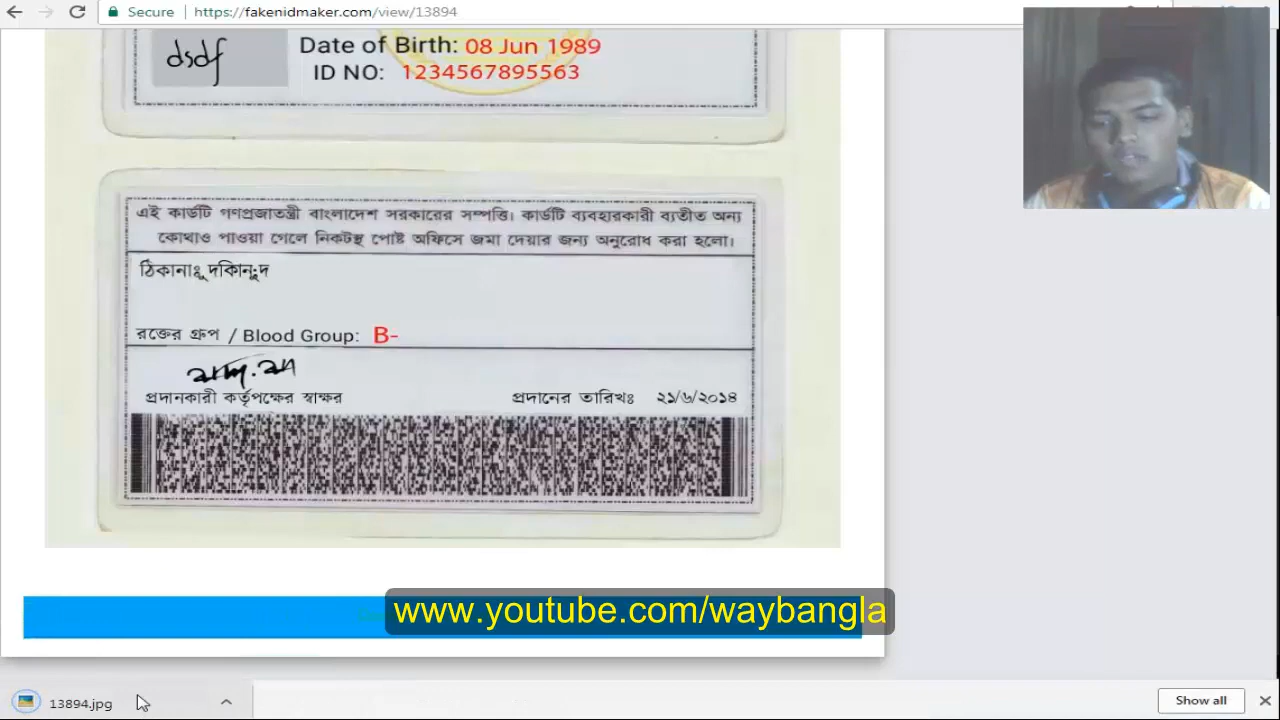 Secure
https://fakenidmaker.com/view/13894
dsdf
Date of Birth: 08 Jun 1989
ID NO: 1234567895563
এই কার্ডটি গণপ্রজাতন্ত্রী বাংলাদেশ সরকারের সম্পত্তি। কার্ডটি ব্যবহারকারী ব্যতীত অন্য
কোথাও পাওয়া গেলে নিকটস্থ পোষ্ট অফিসে জমা দেয়ার জন্য অনুরোধ করা হলো।
ঠিকানাঃ
রক্তের গ্রুপ / Blood Group: B-
প্রদানকারী কর্তৃপক্ষের স্বাক্ষর
প্রদানের তারিখঃ ২১/৬/২০১৪
www.youtube.com/waybangla
13894.jpg
Show all